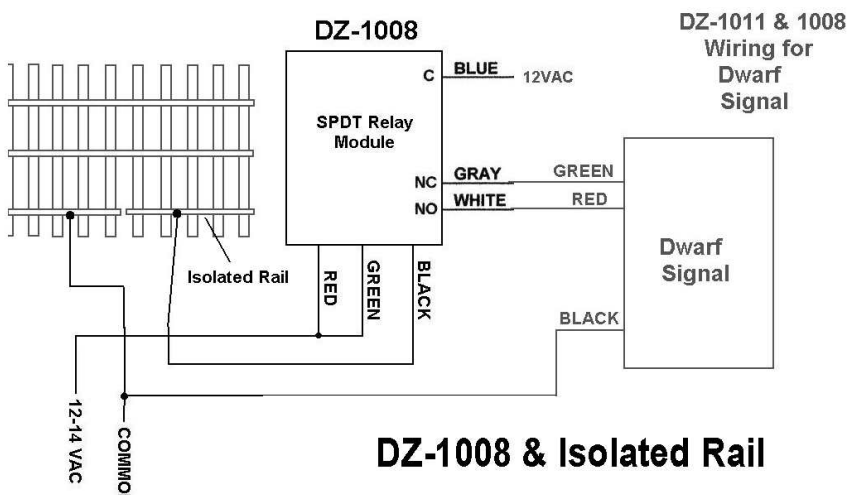 DZ-1008
DZ-1011 & 1008
Wiring for
Dwarf
Signal
C
BLUE
12VAC
SPDT Relay
Module
NC
GRAY
GREEN
NO
WHITE
RED
Dwarf
Signal
Isolated Rail
RED
GREEN
BLACK
BLACK
12-14 VAC
COMMO
DZ-1008 & Isolated Rail